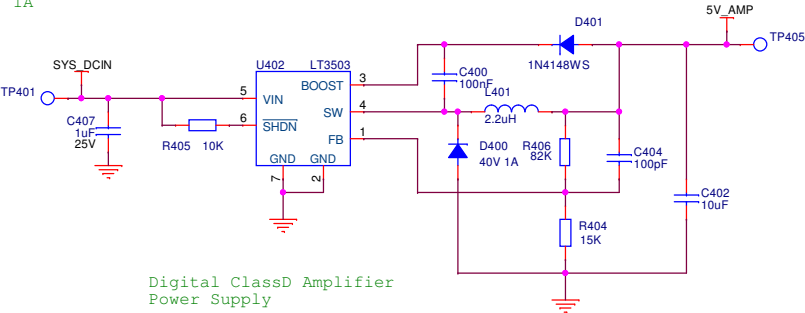 1A
5V_AMP
D401
TP405
SYS_DCIN
U402
LT3503
1N4148WS
C400
100nF
3
BOOST
TP401
5
VIN
SW
4
L401
2.2uH
C407
1uF
25V
6
SHDN
FB
1
R405
10K
D400
40V 1A
R406
82K
C404
100pF
GND
GND
7
2
C402
10uF
R404
15K
Digital ClassD Amplifier
Power Supply